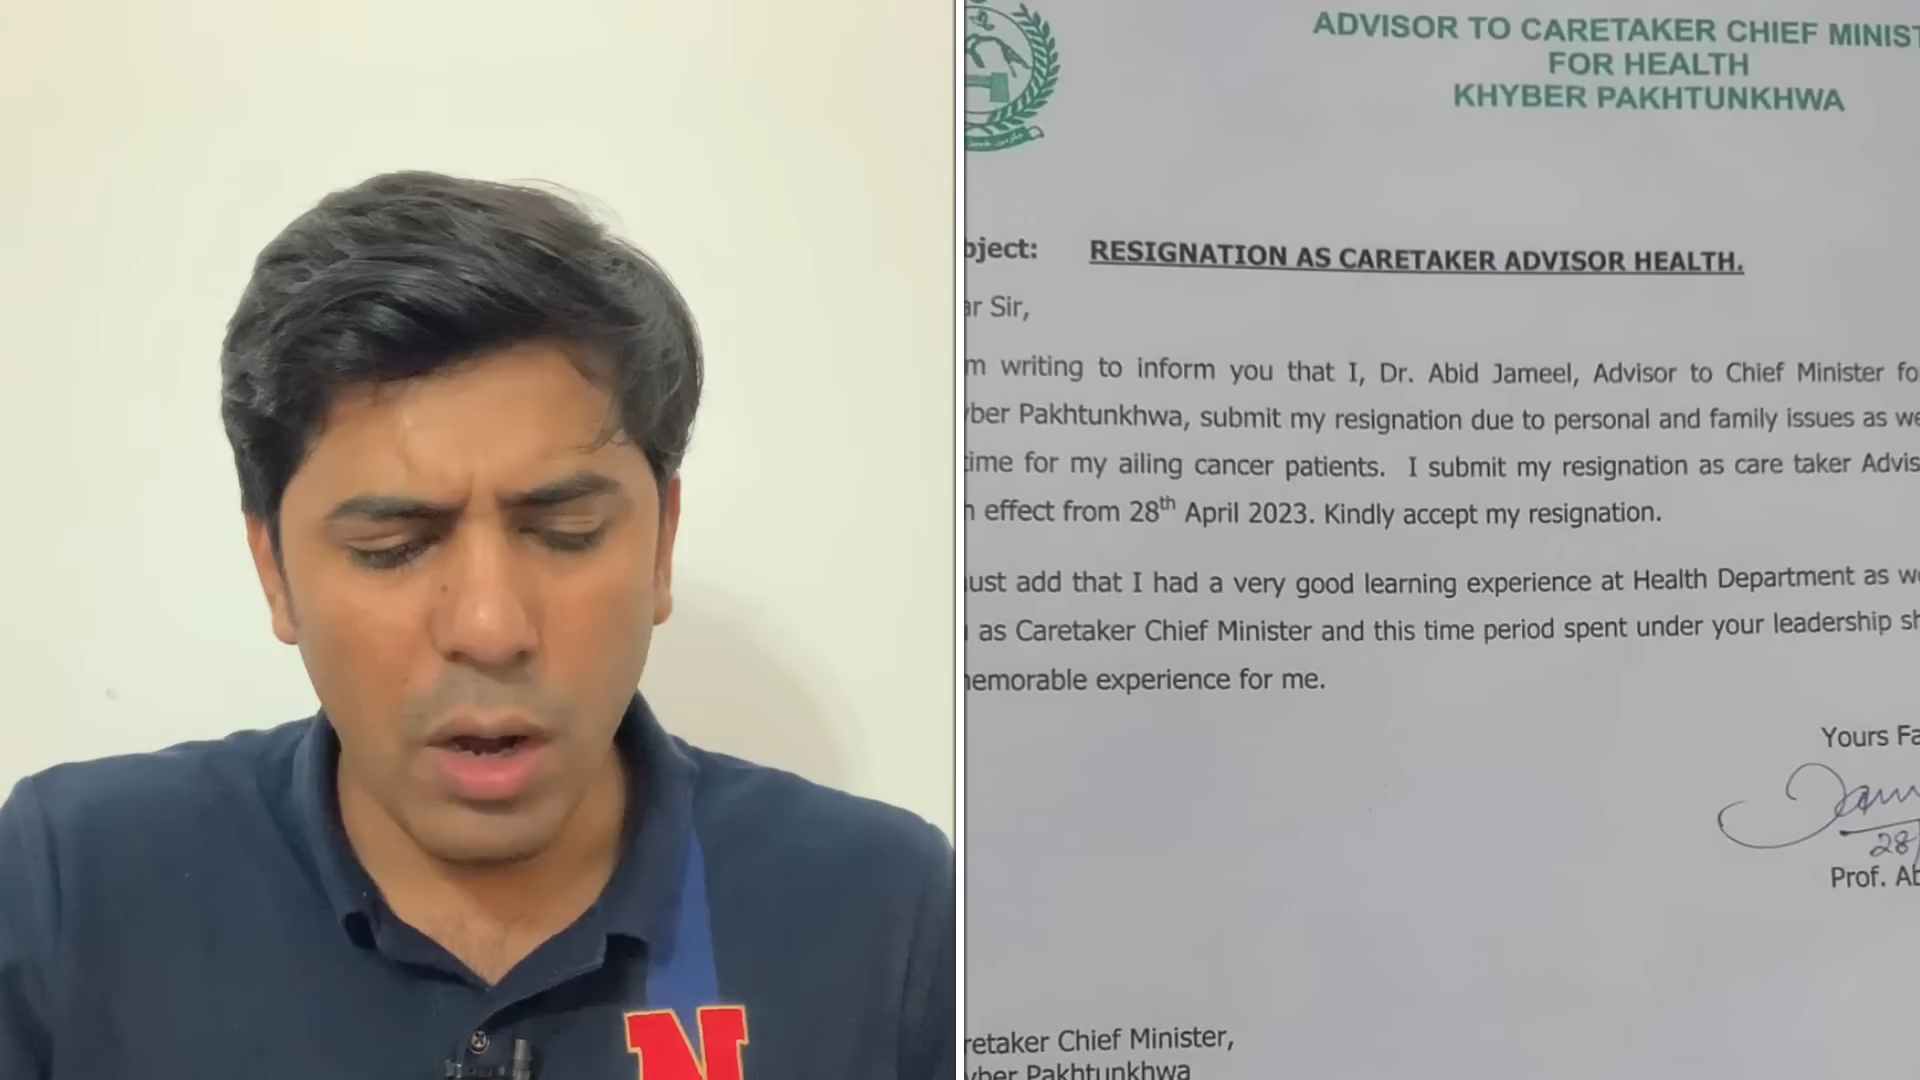 N
ADVISOR TO CARETAKER CHIEF MINIST
FOR HEALTH
KHYBER PAKHTUNKHWA
bject: RESIGNATION AS CARETAKER ADVISOR HEALTH.
ar Sir,
m writing to inform you that I, Dr. Abid Jameel, Advisor to Chief Minister fo
yber Pakhtunkhwa, submit my resignation due to personal and family issues as we
time for my ailing cancer patients. I submit my resignation as care taker Advis
h effect from 28th April 2023. Kindly accept my resignation.
ust add that I had a very good learning experience at Health Department as we
as Caretaker Chief Minister and this time period spent under your leadership sh
memorable experience for me.
Yours Fa
28
Prof. Ab
retaker Chief Minister,
yber Pakhtunkhwa